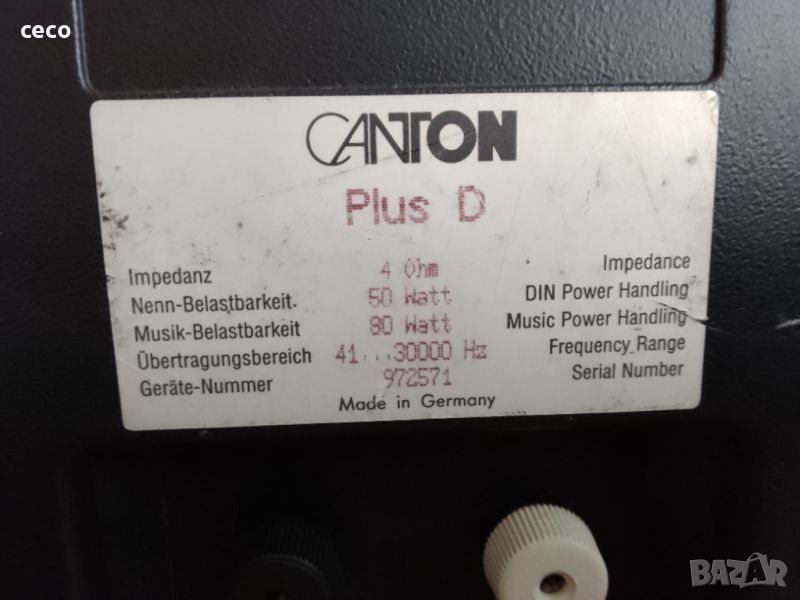 ceco
CANTON
Plus D
Impedanz 4 Ohm Impedance
Nenn-Belastbarkeit 60 Watt DIN Power Handling
Musik-Belastbarkeit 80 Watt Music Power Handling
Übertragungsbereich 41...30000 Hz Frequency Range
Geräte-Nummer 972571 Serial Number
Made in Germany
BAZAR